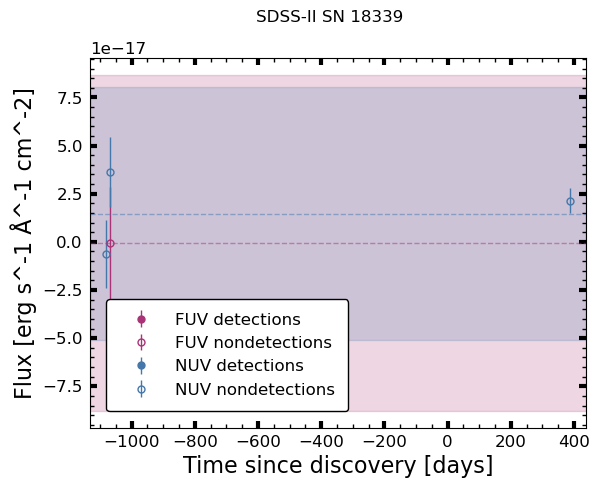 SDSS-II SN 18339
1e−17
7.5
5.0
2.5
0.0
−2.5
−5.0
−7.5
Flux [erg s^-1 Å^-1 cm^-2]
FUV detections
FUV nondetections
NUV detections
NUV nondetections
−1000 −800 −600 −400 −200 0 200 400
Time since discovery [days]